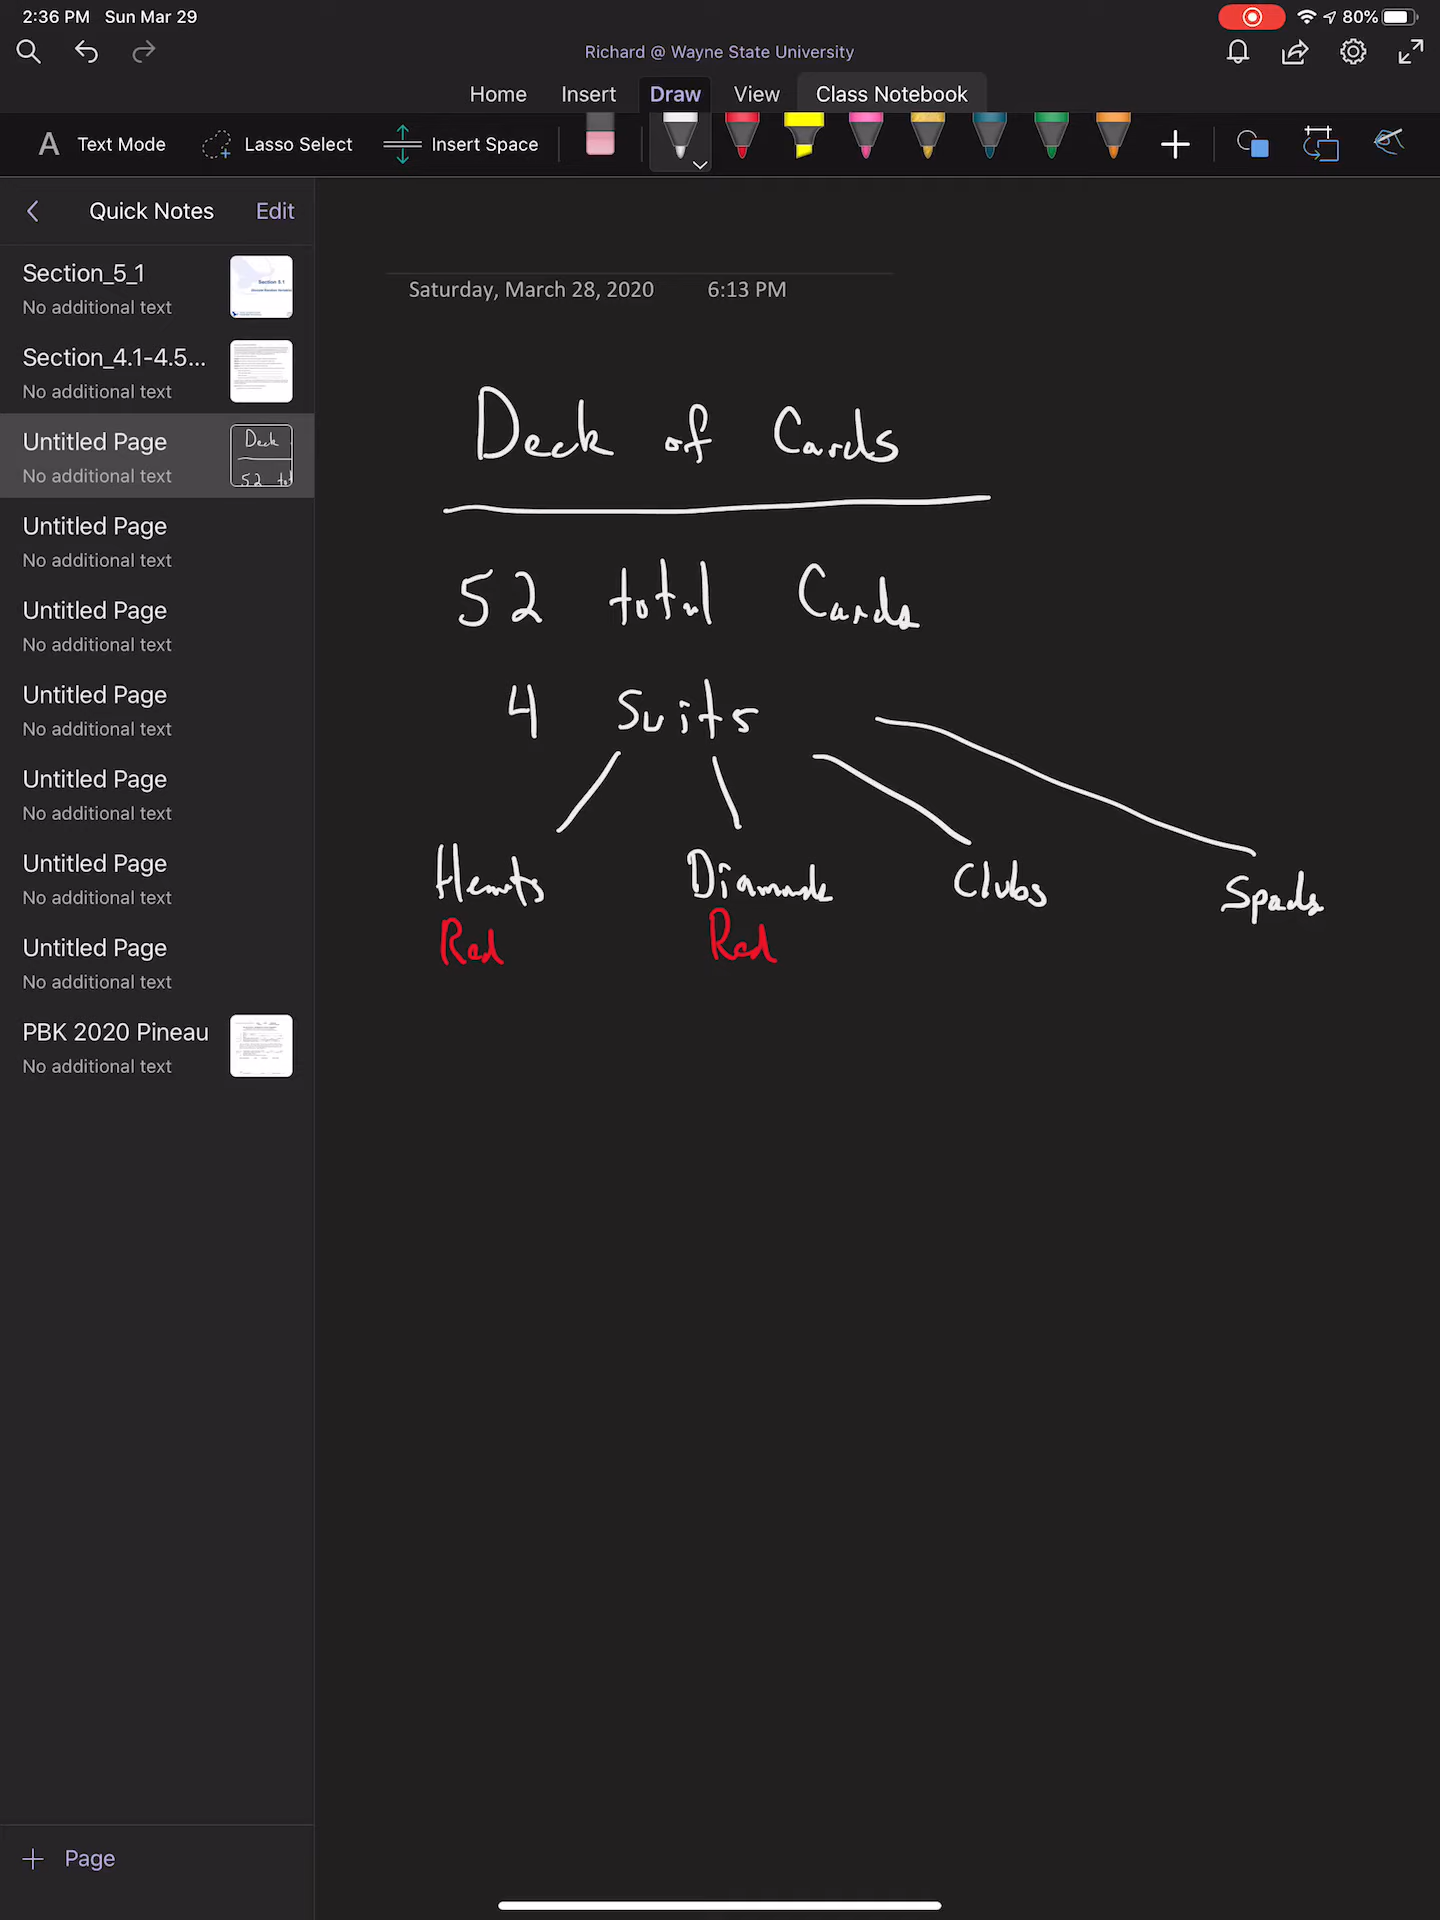 2:36 PM Sun Mar 29 80%
Richard @ Wayne State University
Home Insert Draw View Class Notebook
A Text Mode Lasso Select Insert Space
Quick Notes Edit
Section_5_1
No additional text
Section_4.1-4.5...
No additional text
Untitled Page
No additional text
Untitled Page
No additional text
Untitled Page
No additional text
Untitled Page
No additional text
Untitled Page
No additional text
Untitled Page
No additional text
Untitled Page
No additional text
PBK 2020 Pineau
No additional text
Page
Saturday, March 28, 2020 6:13 PM
Deck of Cards
52 total Cards
4 Suits
Hearts Diamonds Clubs Spads
Red Red